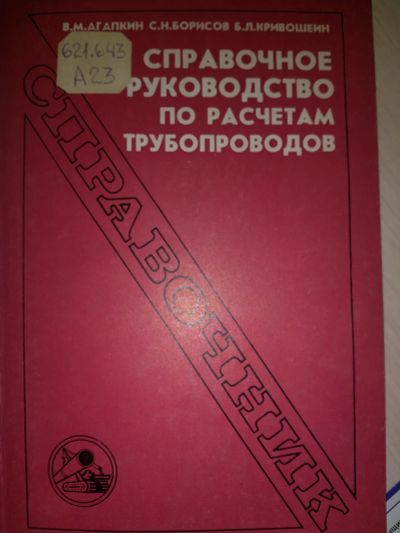 В.М.АГАПКИН С.Н.БОРИСОВ Б.Л.КРИВОШЕИН
621.643
А23
СПРАВОЧНОЕ
РУКОВОДСТВО
ПО РАСЧЕТАМ
ТРУБОПРОВОДОВ
СПРАВОЧНИК